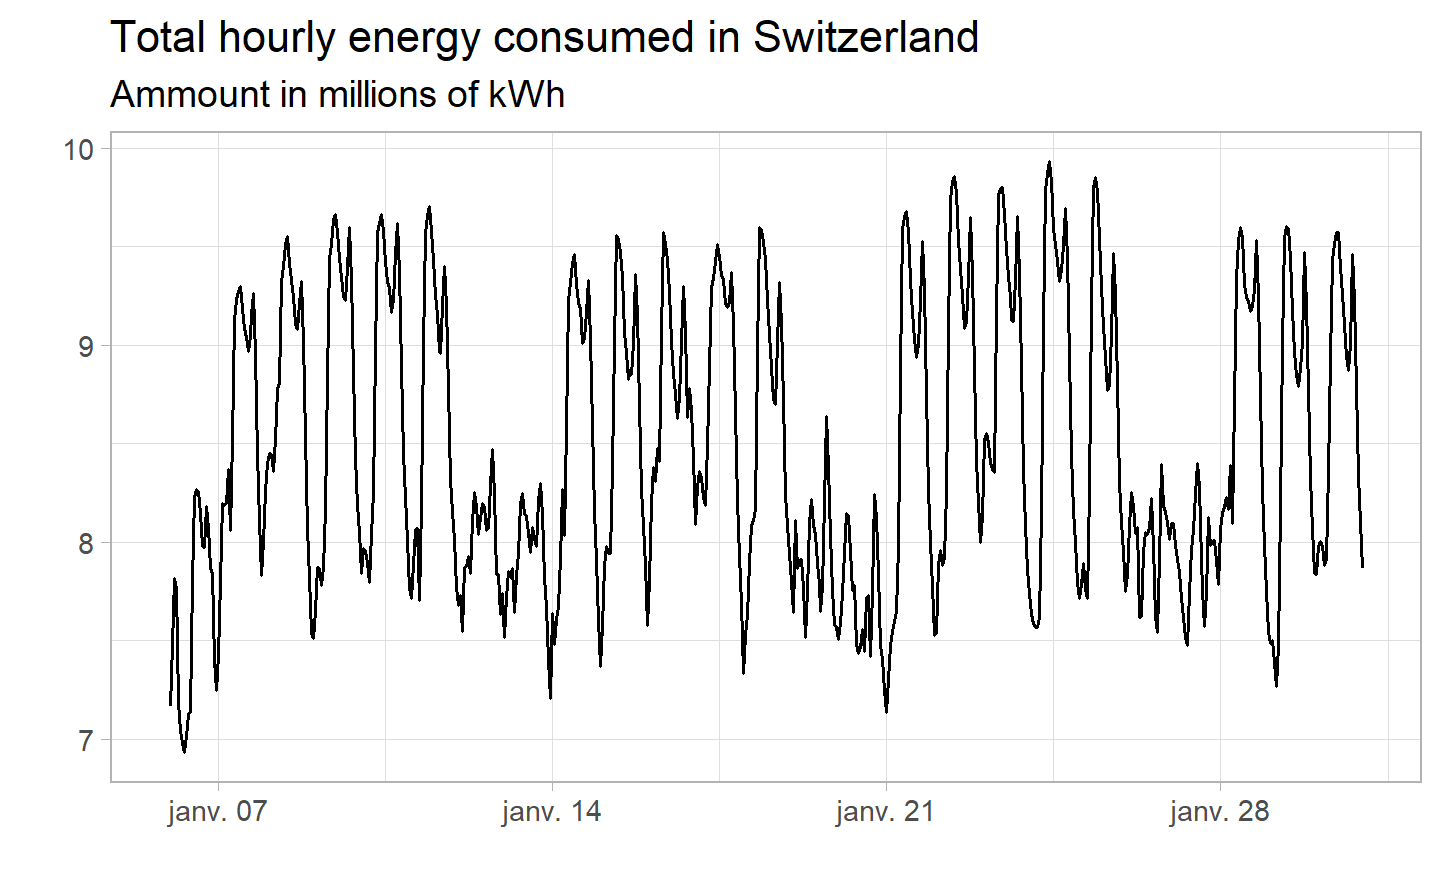 Total hourly energy consumed in Switzerland
Ammount in millions of kWh
10
9
8
7
janv. 07 janv. 14 janv. 21 janv. 28